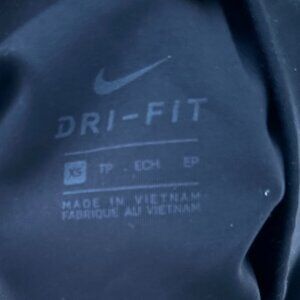 DRI-FIT
XS TP ECH EP
MADE IN VIETNAM
FABRIQUE AU VIETNAM